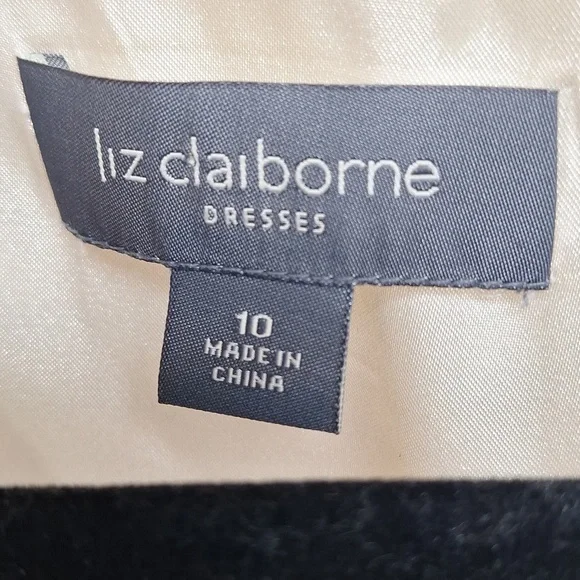 liz claiborne
DRESSES
10
MADE IN
CHINA